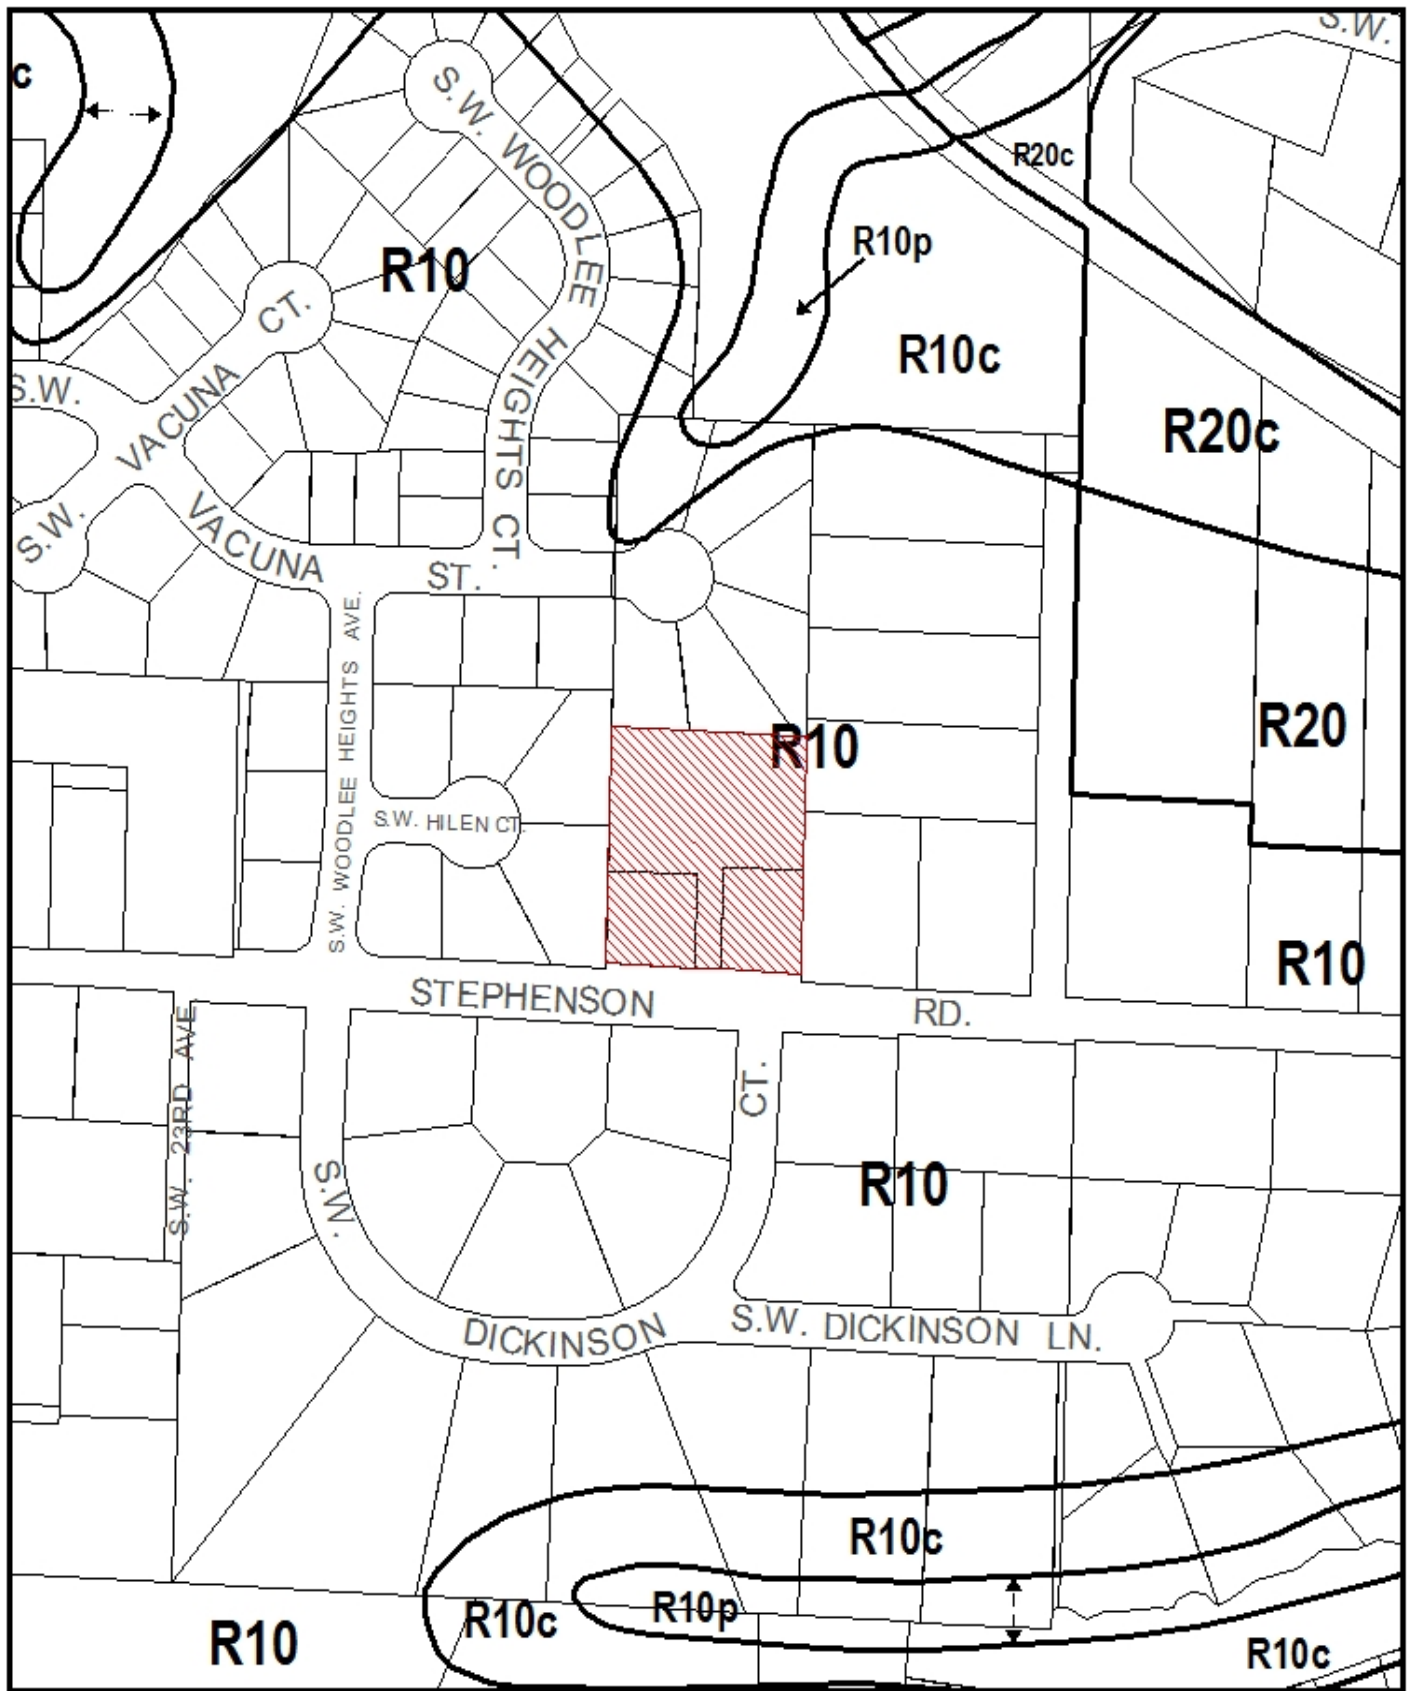 S.W.
c
S.W. WOODLEE HEIGHTS CT.
R20c
R10p
R10
CT.
R10c
S.W.
VACUNA
R20c
S.W.
VACUNA ST.
S.W. WOODLEE HEIGHTS AVE.
R20
R10
S.W. HILEN CT.
R10
STEPHENSON RD.
S.W. 23RD AVE
CT.
S.W.
R10
DICKINSON
S.W. DICKINSON LN.
R10c
R10p
R10c
R10
R10c